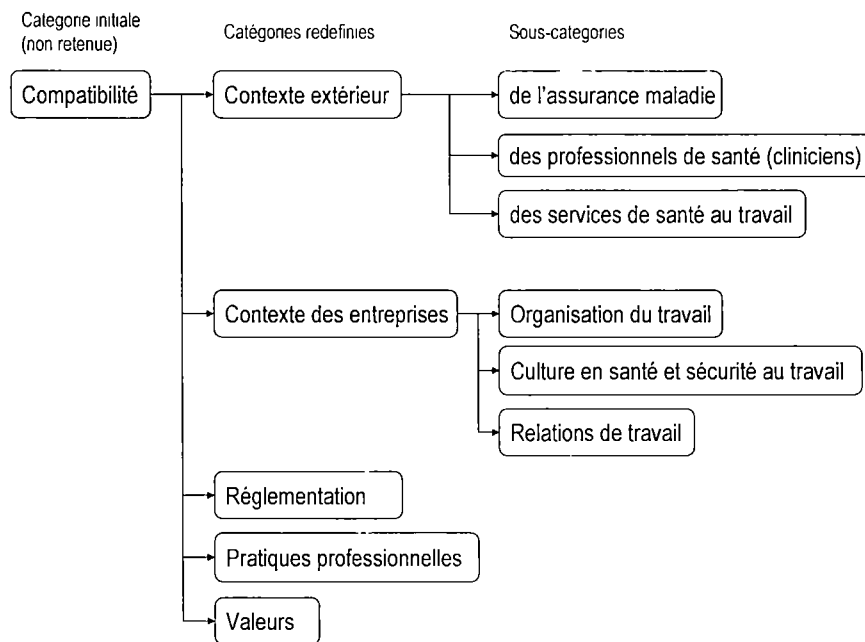 Categorie initiale
(non retenue)
Catégories redefinies
Sous-categories
Compatibilité
Contexte extérieur
de l'assurance maladie
des professionnels de santé (cliniciens)
des services de santé au travail
Contexte des entreprises
Organisation du travail
Culture en santé et sécurité au travail
Relations de travail
Réglementation
Pratiques professionnelles
Valeurs